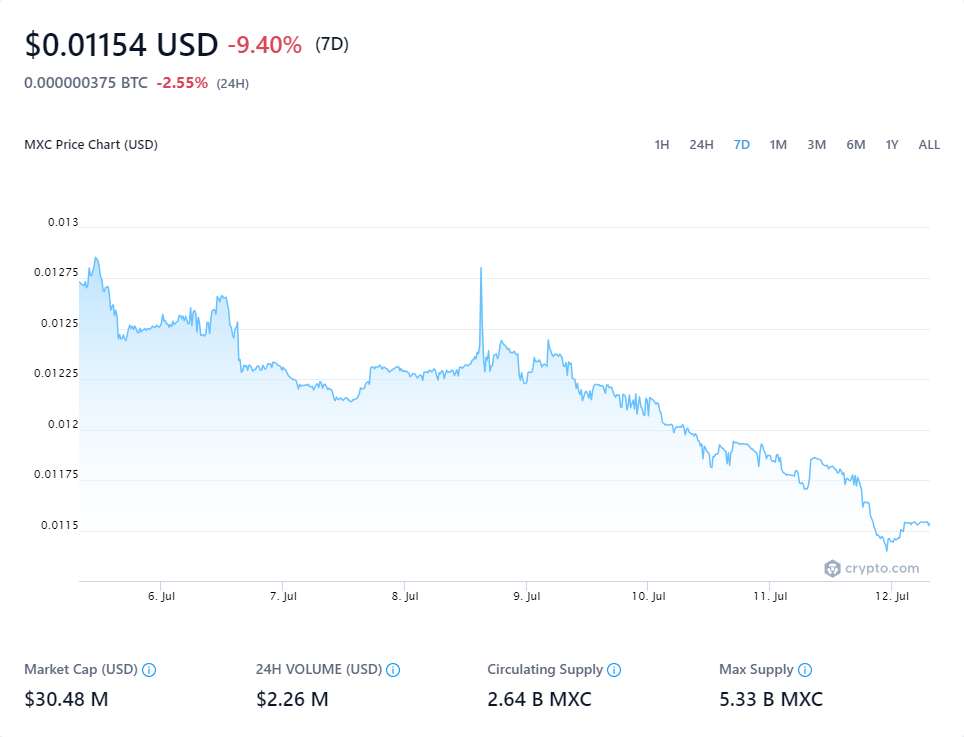 $0.01154 USD -9.40% (7D)
0.000000375 BTC -2.55% (24H)
MXC Price Chart (USD) 1H 24H 7D 1M 3M 6M 1Y ALL
0.013
0.01275
0.0125
0.01225
0.012
0.01175
0.0115
crypto.com
6. Jul 7. Jul 8. Jul 9. Jul 10. Jul 11. Jul 12. Jul
Market Cap (USD) 24H VOLUME (USD) Circulating Supply Max Supply
$30.48 M $2.26 M 2.64 B MXC 5.33 B MXC